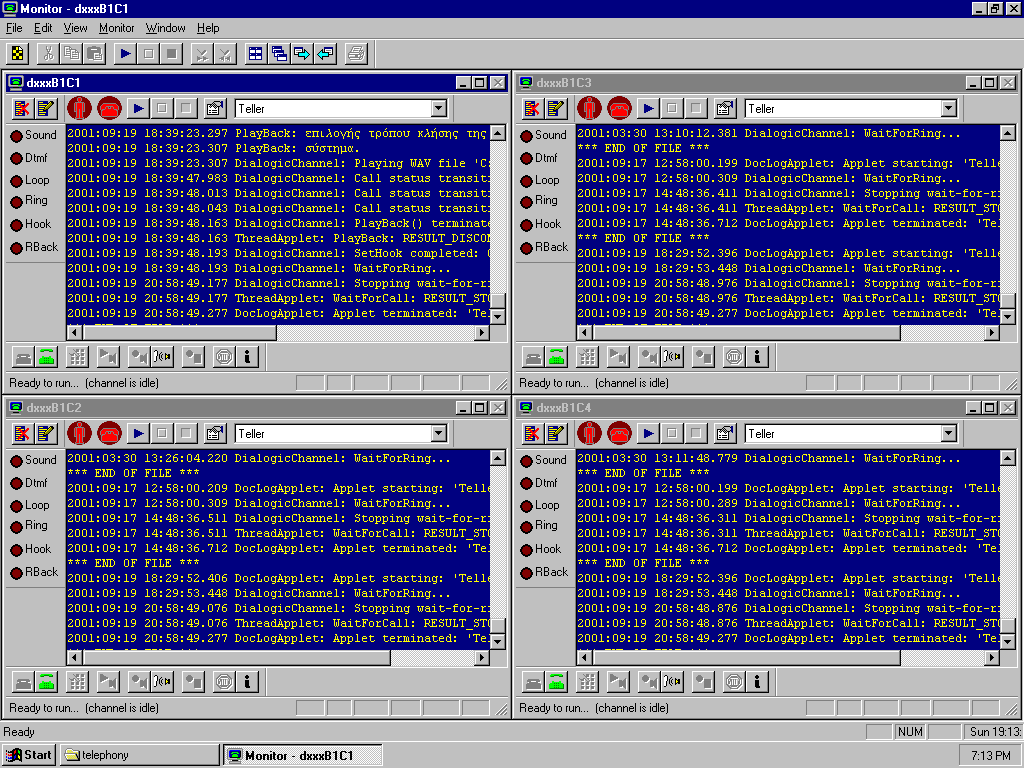 Monitor - dxxxB1C1
File Edit View Monitor Window Help
dxxxB1C1
Teller
Sound
Dtmf
Loop
Ring
Hook
RBack
2001:09:19 18:39:23.297 PlayBack: επιλογής τρόπου κλήσης της
2001:09:19 18:39:23.307 PlayBack: σύστημα.
2001:09:19 18:39:23.307 DialogicChannel: Playing WAV file 'C:
2001:09:19 18:39:47.983 DialogicChannel: Call status transiti
2001:09:19 18:39:48.013 DialogicChannel: Call status transiti
2001:09:19 18:39:48.043 DialogicChannel: Call status transiti
2001:09:19 18:39:48.163 DialogicChannel: PlayBack() terminate
2001:09:19 18:39:48.163 ThreadApplet: PlayBack: RESULT_DISCON
2001:09:19 18:39:48.193 DialogicChannel: SetHook completed: 
2001:09:19 18:39:48.193 DialogicChannel: WaitForRing...
2001:09:19 20:58:49.177 DialogicChannel: Stopping wait-for-ri
2001:09:19 20:58:49.177 ThreadApplet: WaitForCall: RESULT_STO
2001:09:19 20:58:49.277 DocLogApplet: Applet terminated: 'Tel
Ready to run... (channel is idle)
dxxxB1C3
Teller
Sound
Dtmf
Loop
Ring
Hook
RBack
2001:03:30 13:10:12.381 DialogicChannel: WaitForRing...
*** END OF FILE ***
2001:09:17 12:58:00.199 DocLogApplet: Applet starting: 'Telle
2001:09:17 12:58:00.309 DialogicChannel: WaitForRing...
2001:09:17 14:48:36.411 DialogicChannel: Stopping wait-for-ri
2001:09:17 14:48:36.411 ThreadApplet: WaitForCall: RESULT_STO
2001:09:17 14:48:36.712 DocLogApplet: Applet terminated: 'Tel
*** END OF FILE ***
2001:09:19 18:29:52.396 DocLogApplet: Applet starting: 'Telle
2001:09:19 18:29:53.448 DialogicChannel: WaitForRing...
2001:09:19 20:58:48.976 DialogicChannel: Stopping wait-for-ri
2001:09:19 20:58:48.976 ThreadApplet: WaitForCall: RESULT_STO
2001:09:19 20:58:49.277 DocLogApplet: Applet terminated: 'Tel
Ready to run... (channel is idle)
dxxxB1C2
Teller
Sound
Dtmf
Loop
Ring
Hook
RBack
2001:03:30 13:26:04.220 DialogicChannel: WaitForRing...
*** END OF FILE ***
2001:09:17 12:58:00.209 DocLogApplet: Applet starting: 'Telle
2001:09:17 12:58:00.309 DialogicChannel: WaitForRing...
2001:09:17 14:48:36.511 DialogicChannel: Stopping wait-for-ri
2001:09:17 14:48:36.511 ThreadApplet: WaitForCall: RESULT_STO
2001:09:17 14:48:36.712 DocLogApplet: Applet terminated: 'Tel
*** END OF FILE ***
2001:09:19 18:29:52.406 DocLogApplet: Applet starting: 'Telle
2001:09:19 18:29:53.448 DialogicChannel: WaitForRing...
2001:09:19 20:58:49.076 DialogicChannel: Stopping wait-for-ri
2001:09:19 20:58:49.076 ThreadApplet: WaitForCall: RESULT_STO
2001:09:19 20:58:49.277 DocLogApplet: Applet terminated: 'Tel
Ready to run... (channel is idle)
dxxxB1C4
Teller
Sound
Dtmf
Loop
Ring
Hook
RBack
2001:03:30 13:11:48.779 DialogicChannel: WaitForRing...
*** END OF FILE ***
2001:09:17 12:58:00.199 DocLogApplet: Applet starting: 'Telle
2001:09:17 12:58:00.289 DialogicChannel: WaitForRing...
2001:09:17 14:48:36.311 DialogicChannel: Stopping wait-for-ri
2001:09:17 14:48:36.311 ThreadApplet: WaitForCall: RESULT_STO
2001:09:17 14:48:36.712 DocLogApplet: Applet terminated: 'Tel
*** END OF FILE ***
2001:09:19 18:29:52.396 DocLogApplet: Applet starting: 'Telle
2001:09:19 18:29:53.448 DialogicChannel: WaitForRing...
2001:09:19 20:58:48.876 DialogicChannel: Stopping wait-for-ri
2001:09:19 20:58:48.876 ThreadApplet: WaitForCall: RESULT_STO
2001:09:19 20:58:49.277 DocLogApplet: Applet terminated: 'Tel
Ready to run... (channel is idle)
Ready NUM Sun 19:13:
Start telephony Monitor - dxxxB1C1 7:13 PM